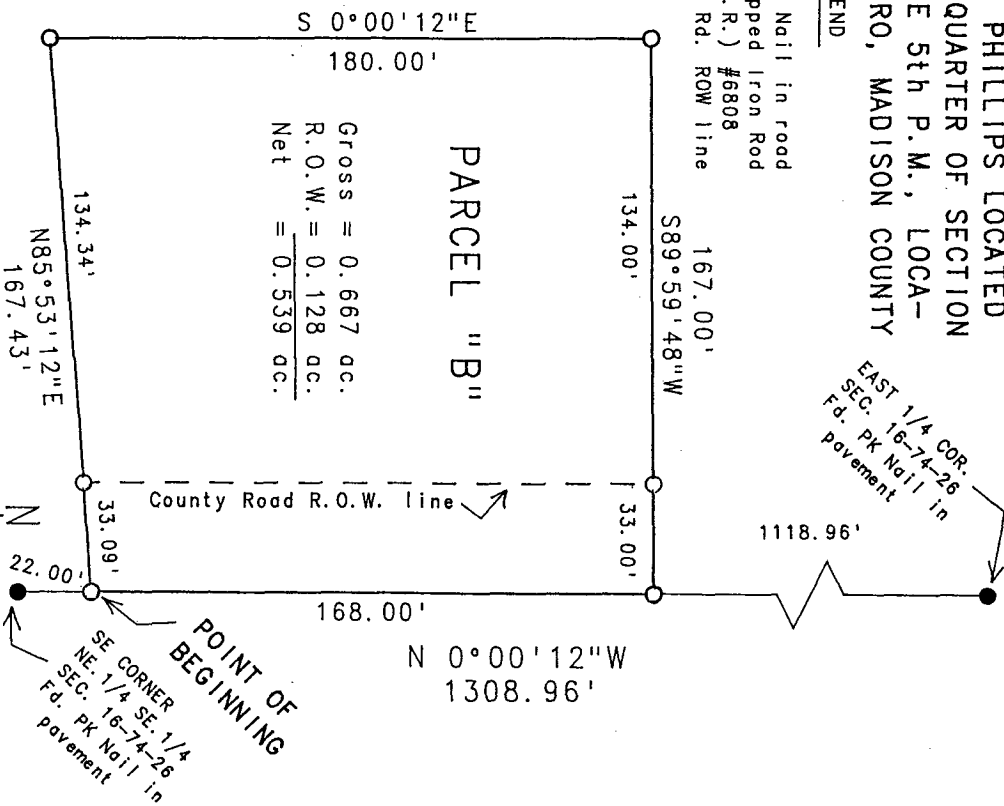 PHILLIPS LOCATED
QUARTER OF SECTION
E 5th P.M., LOCA-
RO, MADISON COUNTY
END
Nail in road
pped Iron Rod
.R.) #6808
Rd. ROW line
S 0°00'12"E
180.00'
PARCEL "B"
Gross = 0.667 ac.
R.O.W. = 0.128 ac.
Net = 0.539 ac.
167.00'
S89°59'48"W
134.00'
33.00'
134.34'
N85°53'12"E
167.43'
33.09'
County Road R.O.W. line
EAST 1/4 COR.
SEC. 16-74-26
Fd. PK Nail in
pavement
1118.96'
168.00'
N 0°00'12"W
1308.96'
22.00'
N
POINT OF
BEGINNING
SE CORNER
NE. 1/4 SE. 1/4
SEC. 16-74-26
Fd. PK Nail in
pavement